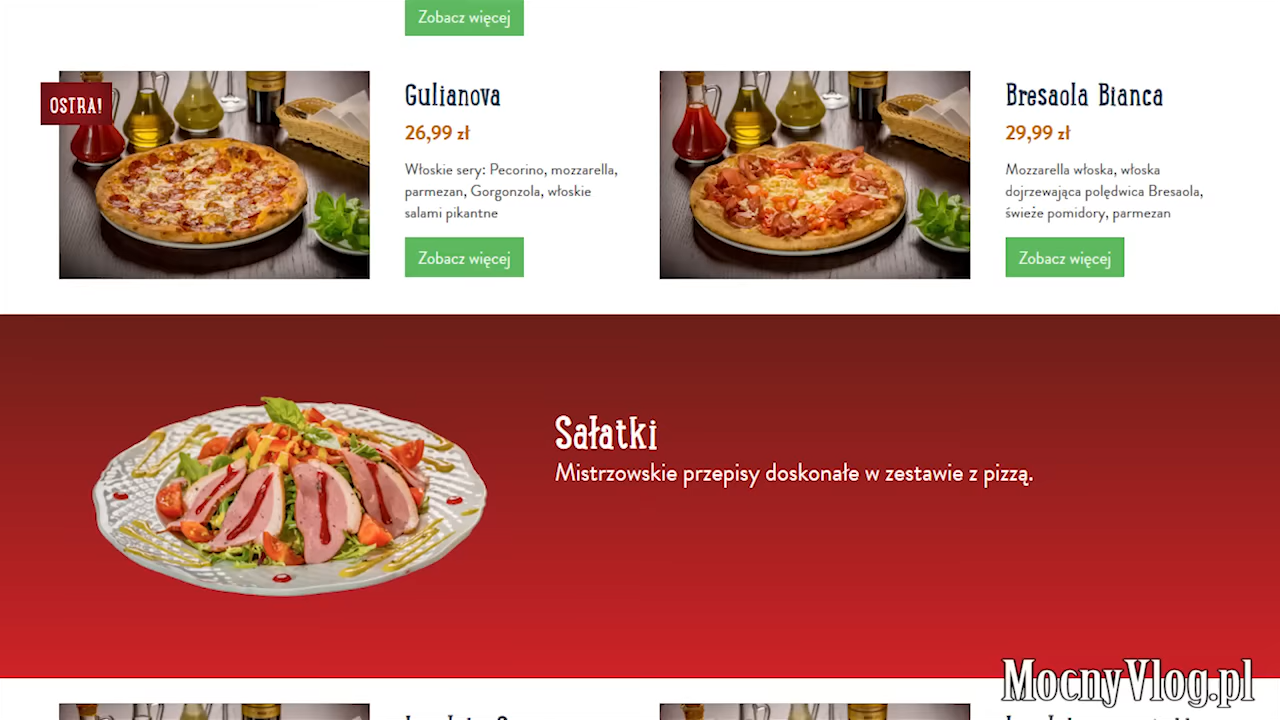 Zobacz więcej
OSTRA!
Gulianova
26,99 zł
Włoskie sery: Pecorino, mozzarella,
parmezan, Gorgonzola, włoskie
salami pikantne
Zobacz więcej
Bresaola Bianca
29,99 zł
Mozzarella włoska, włoska
dojrzewająca polędwica Bresaola,
świeże pomidory, parmezan
Zobacz więcej
Sałatki
Mistrzowskie przepisy doskonałe w zestawie z pizzą.
MocnyVlog.pl